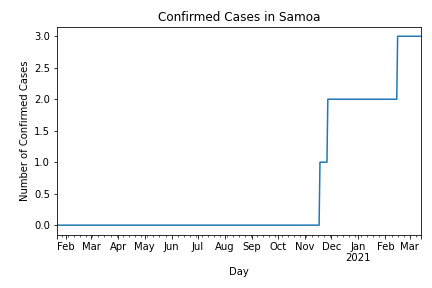 Confirmed Cases in Samoa
3.0
2.5
2.0
1.5
1.0
0.5
0.0
Number of Confirmed Cases
Feb Mar Apr May Jun Jul Aug Sep Oct Nov Dec Jan Feb Mar
2021
Day